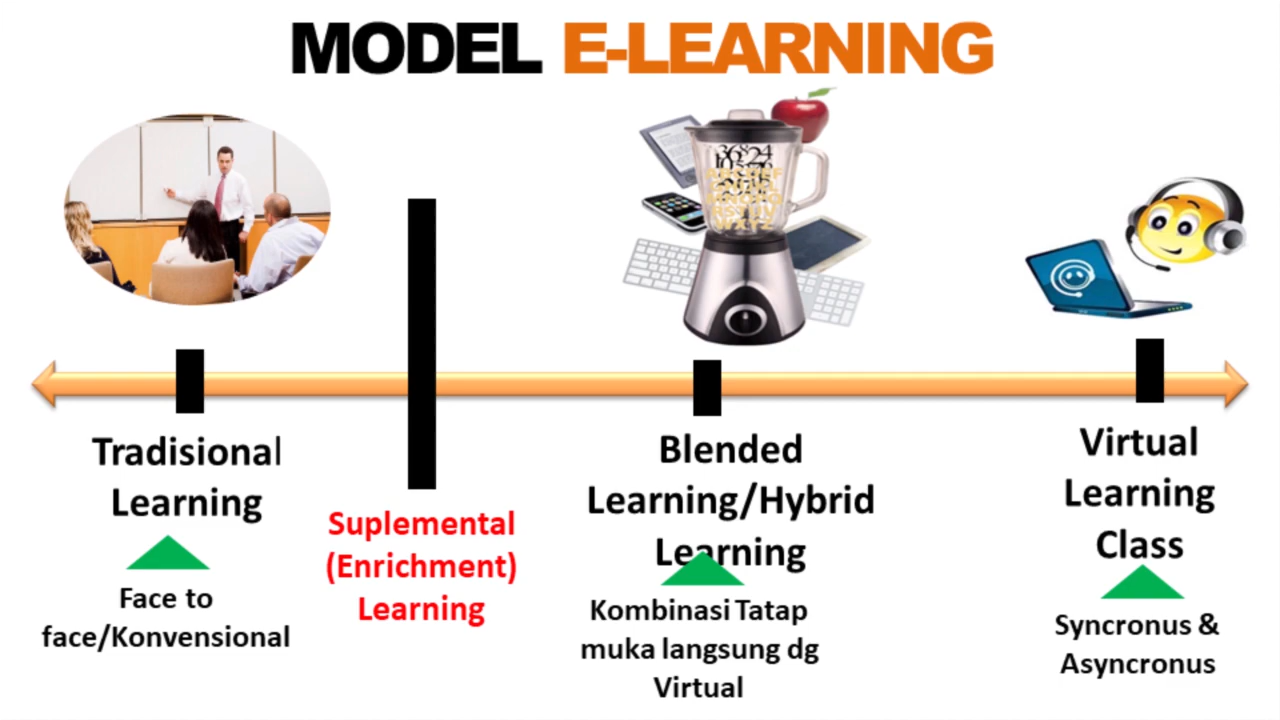 MODEL E-LEARNING
Tradisional
Learning
Face to
face/Konvensional
Suplemental
(Enrichment)
Learning
Blended
Learning/Hybrid
Learning
Kombinasi Tatap
muka langsung dg
Virtual
Virtual
Learning
Class
Syncronus &
Asyncronus